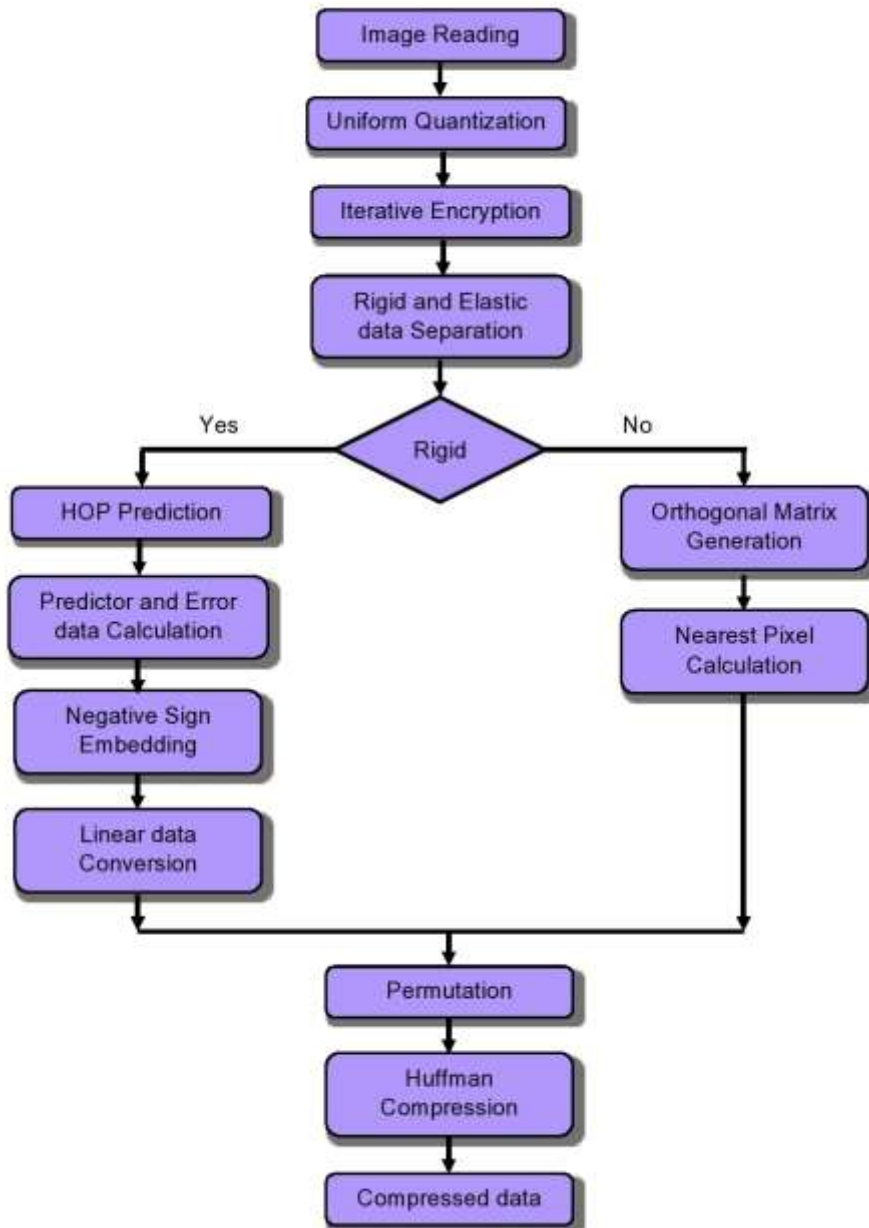 Image Reading
Uniform Quantization
Iterative Encryption
Rigid and Elastic
data Separation
Yes
Rigid
No
HOP Prediction
Predictor and Error
data Calculation
Negative Sign
Embedding
Linear data
Conversion
Orthogonal Matrix
Generation
Nearest Pixel
Calculation
Permutation
Huffman
Compression
Compressed data